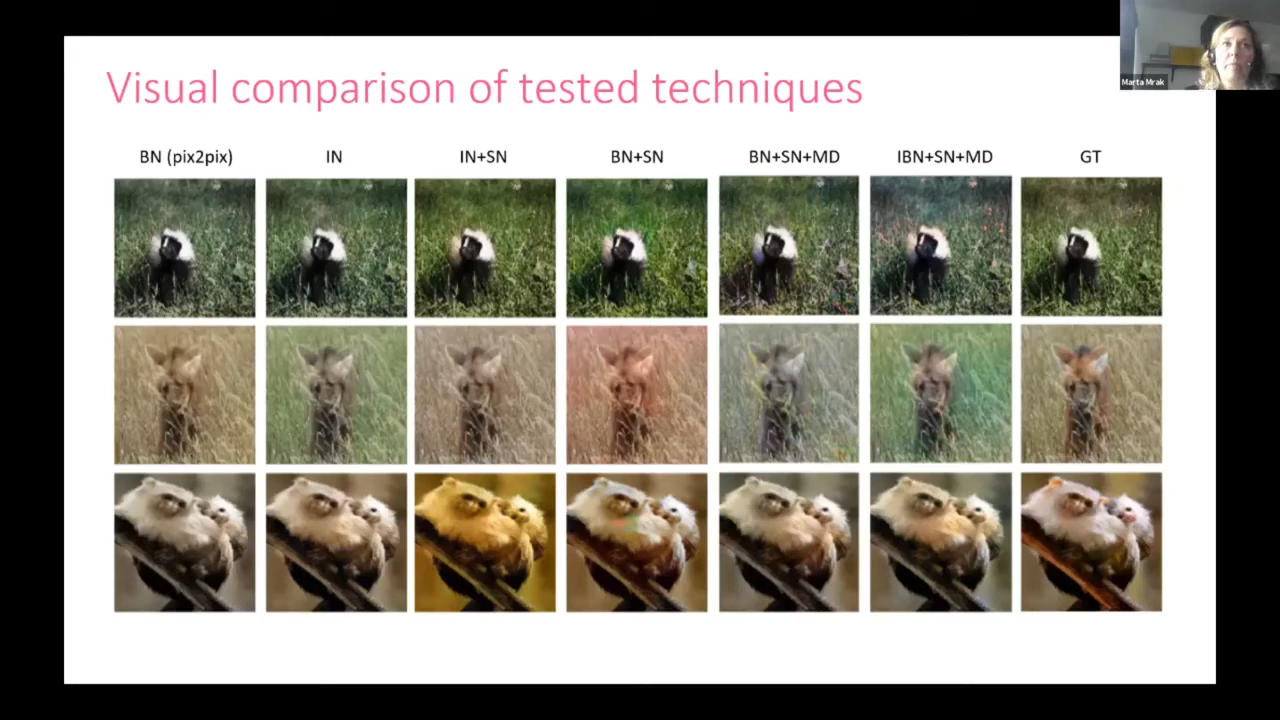 Visual comparison of tested techniques
Marta Mrak
BN (pix2pix) IN IN+SN BN+SN BN+SN+MD IBN+SN+MD GT